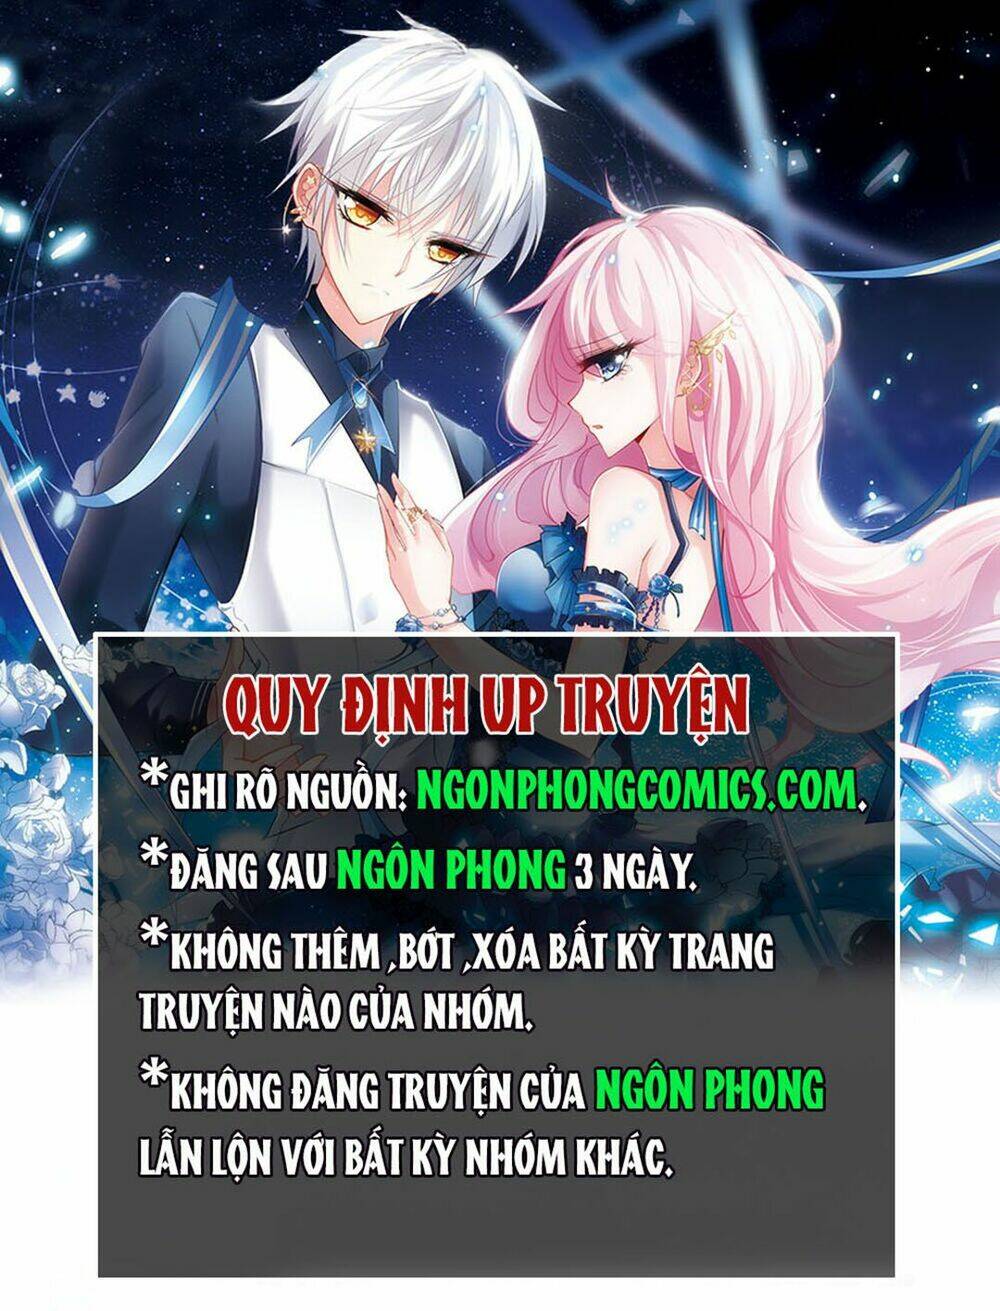 QUY ĐỊNH UP TRUYỆN
*GHI RÕ NGUỒN: NGONPHONGCOMICS.COM.
*ĐĂNG SAU NGÔN PHONG 3 NGÀY.
*KHÔNG THÊM ,BỚT ,XÓA BẤT KỲ TRANG
TRUYỆN NÀO CỦA NHÓM.
*KHÔNG ĐĂNG TRUYỆN CỦA NGÔN PHONG
LẪN LỘN VỚI BẤT KỲ NHÓM KHÁC.